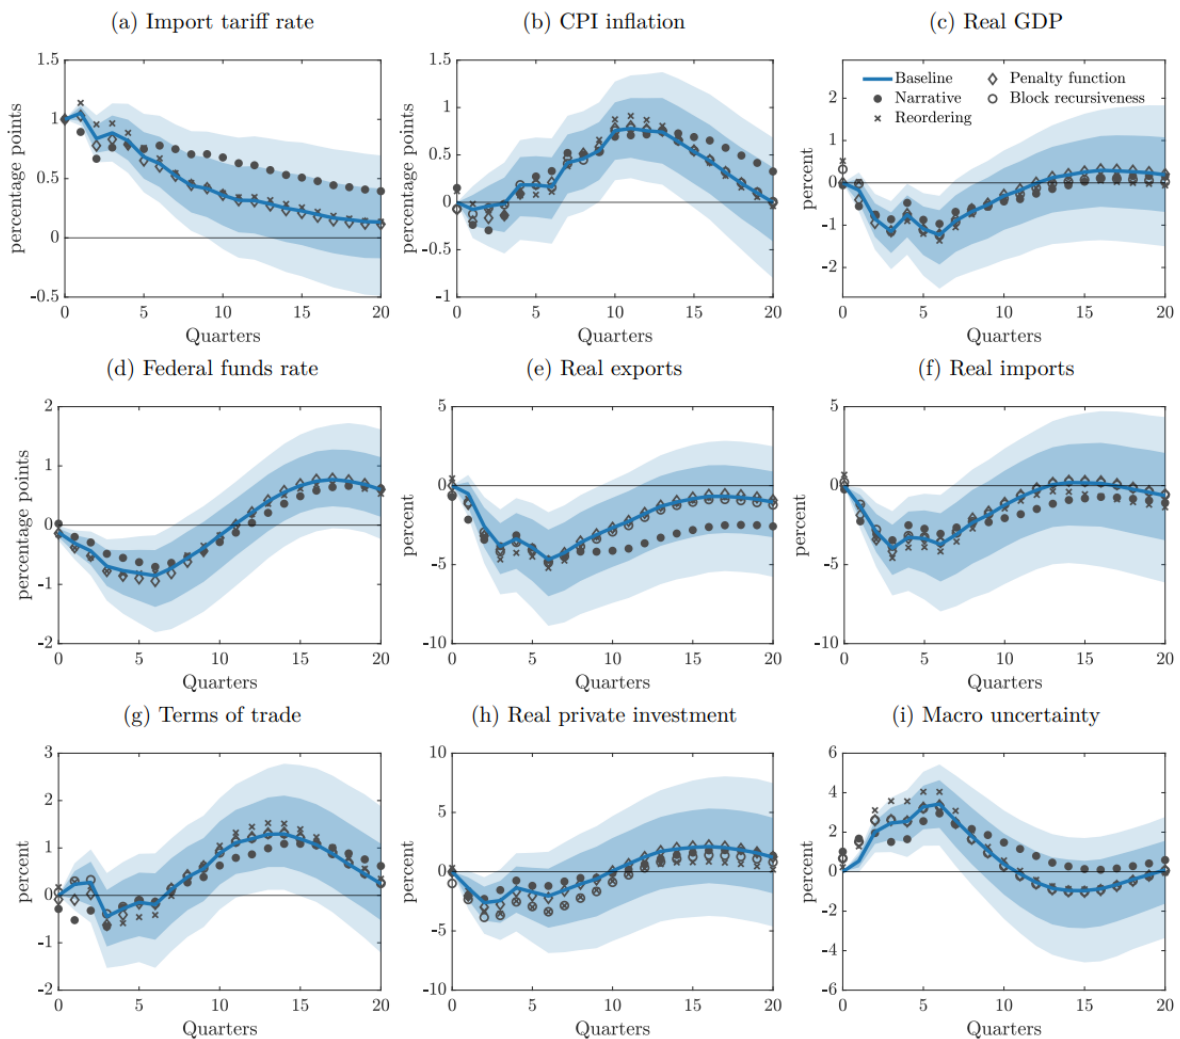 (a) Import tariff rate
(b) CPI inflation
(c) Real GDP
1.5
1
0.5
0
-0.5
percentage points
0 5 10 15 20
Quarters
1.5
1
0.5
0
-0.5
-1
percentage points
0 5 10 15 20
Quarters
Baseline
Narrative
Reordering
Penalty function
Block recursiveness
2
1
0
-1
-2
percent
0 5 10 15 20
Quarters
(d) Federal funds rate
(e) Real exports
(f) Real imports
2
1
0
-1
-2
percentage points
0 5 10 15 20
Quarters
5
0
-5
-10
percent
0 5 10 15 20
Quarters
5
0
-5
-10
percent
0 5 10 15 20
Quarters
(g) Terms of trade
(h) Real private investment
(i) Macro uncertainty
3
2
1
0
-1
-2
percent
0 5 10 15 20
Quarters
10
5
0
-5
-10
percent
0 5 10 15 20
Quarters
6
4
2
0
-2
-4
-6
percent
0 5 10 15 20
Quarters